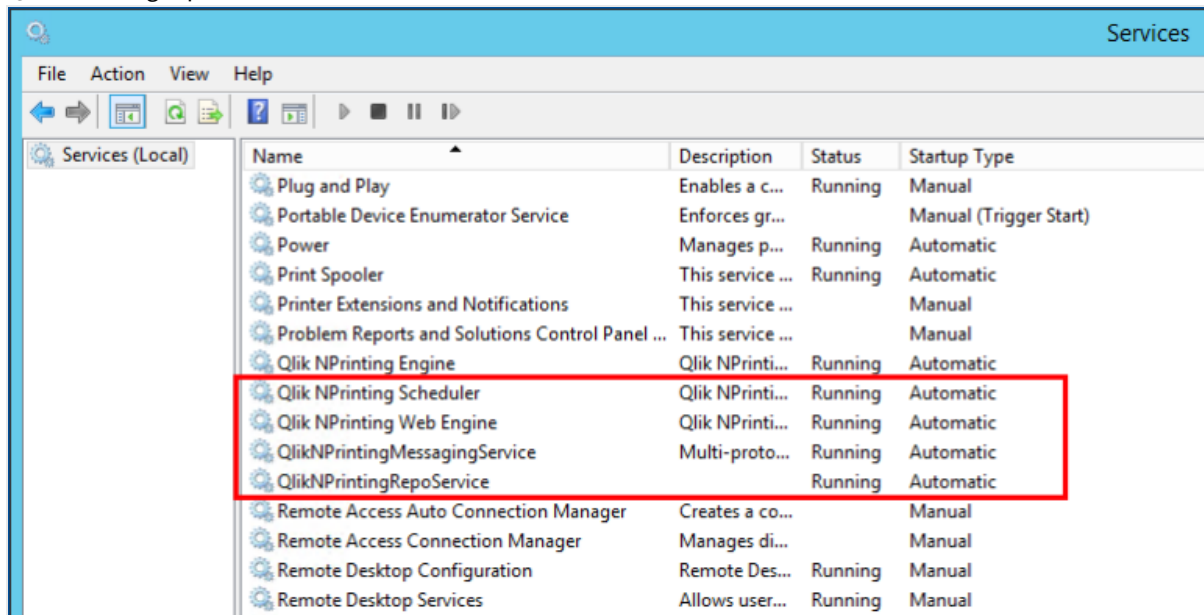 Services
File Action View Help
Services (Local)
Name Description Status Startup Type
Plug and Play Enables a c... Running Manual
Portable Device Enumerator Service Enforces gr... Manual (Trigger Start)
Power Manages p... Running Automatic
Print Spooler This service ... Running Automatic
Printer Extensions and Notifications This service ... Manual
Problem Reports and Solutions Control Panel ... This service ... Manual
Qlik NPrinting Engine Qlik NPrinti... Running Automatic
Qlik NPrinting Scheduler Qlik NPrinti... Running Automatic
Qlik NPrinting Web Engine Qlik NPrinti... Running Automatic
QlikNPrintingMessagingService Multi-proto... Running Automatic
QlikNPrintingRepoService Running Automatic
Remote Access Auto Connection Manager Creates a co... Manual
Remote Access Connection Manager Manages di... Manual
Remote Desktop Configuration Remote Des... Running Manual
Remote Desktop Services Allows user... Running Manual